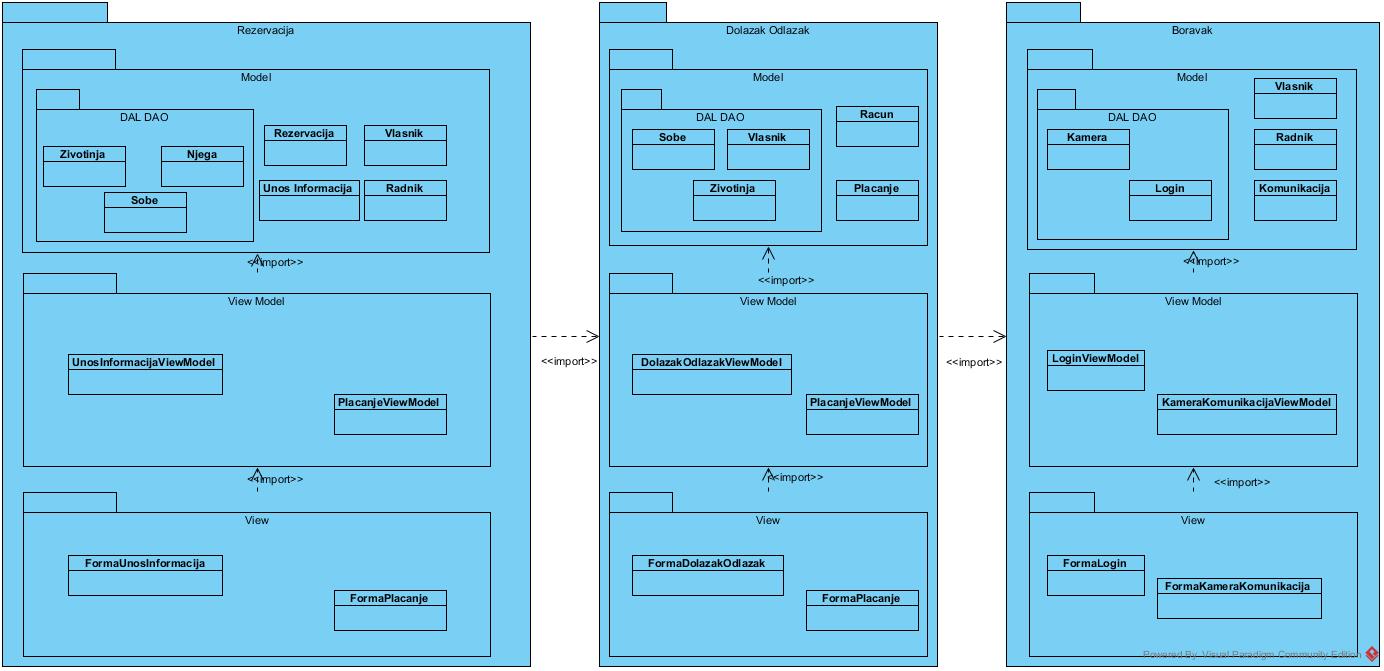 Rezervacija
Model
DAL DAO
Zivotinja
Njega
Sobe
Rezervacija
Vlasnik
Unos Informacija
Radnik
<<import>>
View Model
UnosInformacijaViewModel
PlacanjeViewModel
<<import>>
View
FormaUnosInformacija
FormaPlacanje
<<import>>
Dolazak Odlazak
Model
DAL DAO
Sobe
Vlasnik
Zivotinja
Racun
Placanje
<<import>>
View Model
DolazakOdlazakViewModel
PlacanjeViewModel
<<import>>
View
FormaDolazakOdlazak
FormaPlacanje
<<import>>
Boravak
Model
DAL DAO
Kamera
Login
Vlasnik
Radnik
Komunikacija
<<import>>
View Model
LoginViewModel
KameraKomunikacijaViewModel
<<import>>
View
FormaLogin
FormaKameraKomunikacija
Powered By Visual Paradigm Community Edition